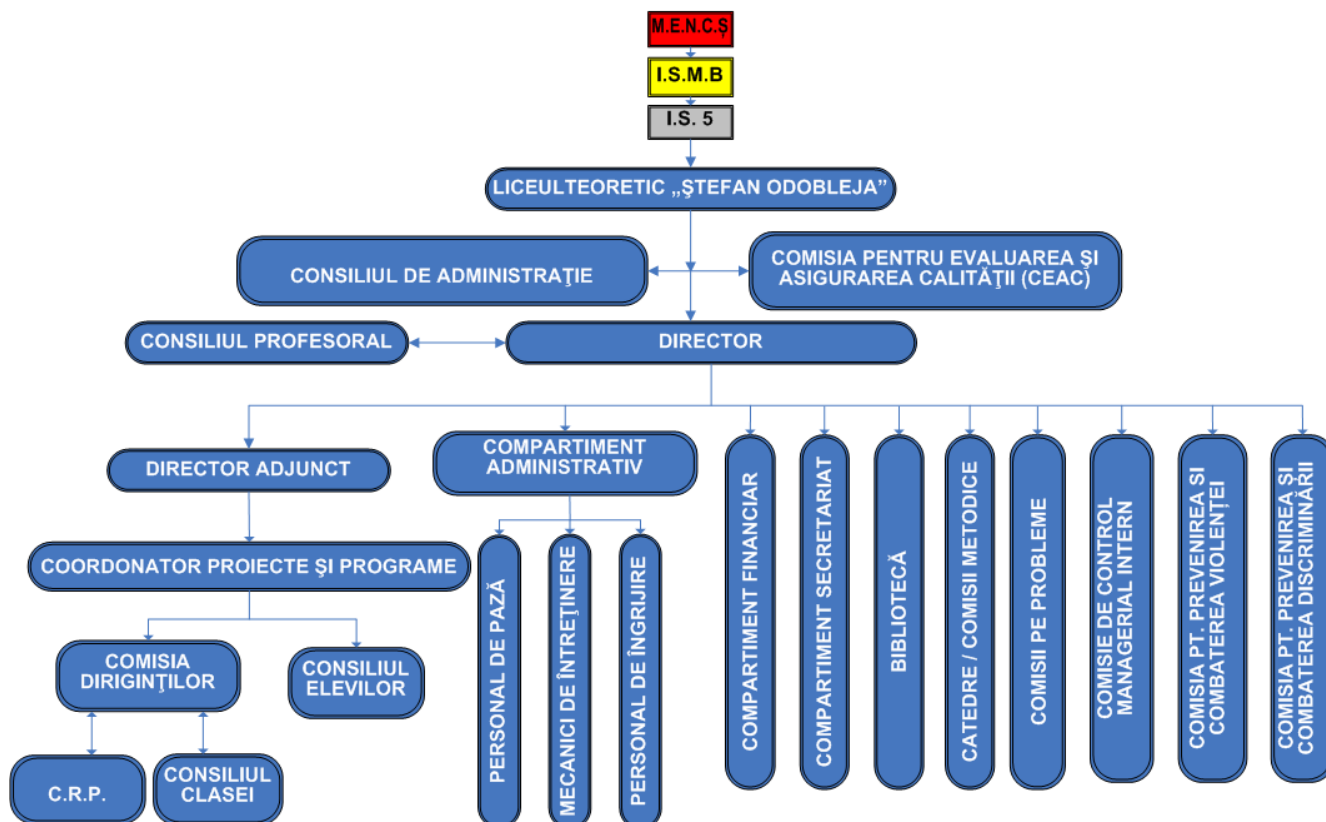 M.E.N.C.Ș
I.S.M.B
I.S. 5
LICEULTEORETIC „ŞTEFAN ODOBLEJA”
CONSILIUL DE ADMINISTRAŢIE
COMISIA PENTRU EVALUAREA ŞI
ASIGURAREA CALITĂŢII (CEAC)
CONSILIUL PROFESORAL
DIRECTOR
DIRECTOR ADJUNCT
COMPARTIMENT
ADMINISTRATIV
COORDONATOR PROIECTE ŞI PROGRAME
COMISIA
DIRIGINŢILOR
CONSILIUL
ELEVILOR
C.R.P.
CONSILIUL
CLASEI
PERSONAL DE PAZĂ
MECANICI DE ÎNTREŢINERE
PERSONAL DE ÎNGRIJIRE
COMPARTIMENT FINANCIAR
COMPARTIMENT SECRETARIAT
BIBLIOTECĂ
CATEDRE / COMISII METODICE
COMISII PE PROBLEME
COMISIE DE CONTROL
MANAGERIAL INTERN
COMISIA PT. PREVENIREA SI
COMBATEREA VIOLENȚEI
COMISIA PT. PREVENIREA ȘI
COMBATEREA DISCRIMINĂRII